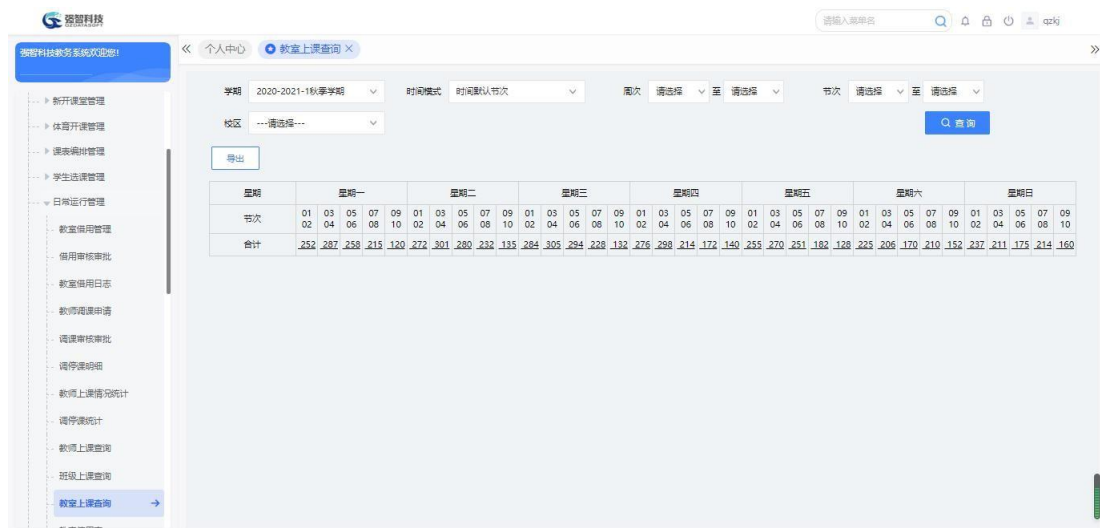 强智科技
QIZHIDASOFT
请输入菜单名
qzkj
强智科技教务系统欢迎您!
个人中心
教室上课查询
新开课堂管理
体育开课管理
课表编排管理
学生选课管理
日常运行管理
教室借用管理
借用审核审批
教室借用日志
教师调课申请
调课审核审批
调停课明细
教师上课情况统计
调停课统计
教师上课查询
班级上课查询
教室上课查询
学期 2020-2021-1秋季学期 时间模式 时间默认节次 周次 请选择 至 请选择 节次 请选择 至 请选择
校区 ---请选择--- 查 询
导出
星期 星期一 星期二 星期三 星期四 星期五 星期六 星期日
节次 01 03 05 07 09 01 03 05 07 09 01 03 05 07 09 01 03 05 07 09 01 03 05 07 09 01 03 05 07 09 01 03 05 07 09
02 04 06 08 10 02 04 06 08 10 02 04 06 08 10 02 04 06 08 10 02 04 06 08 10 02 04 06 08 10 02 04 06 08 10
合计 252 287 258 215 120 272 301 280 232 135 284 305 294 228 132 276 298 214 172 140 255 270 251 182 128 225 206 170 210 152 237 211 175 214 160